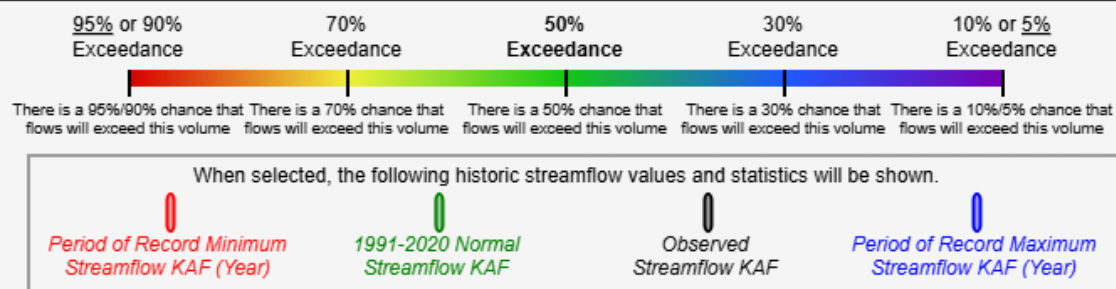 95% or 90%
Exceedance
70%
Exceedance
50%
Exceedance
30%
Exceedance
10% or 5%
Exceedance
There is a 95%/90% chance that
flows will exceed this volume
There is a 70% chance that
flows will exceed this volume
There is a 50% chance that
flows will exceed this volume
There is a 30% chance that
flows will exceed this volume
There is a 10%/5% chance that
flows will exceed this volume
When selected, the following historic streamflow values and statistics will be shown.
Period of Record Minimum
Streamflow KAF (Year)
1991-2020 Normal
Streamflow KAF
Observed
Streamflow KAF
Period of Record Maximum
Streamflow KAF (Year)